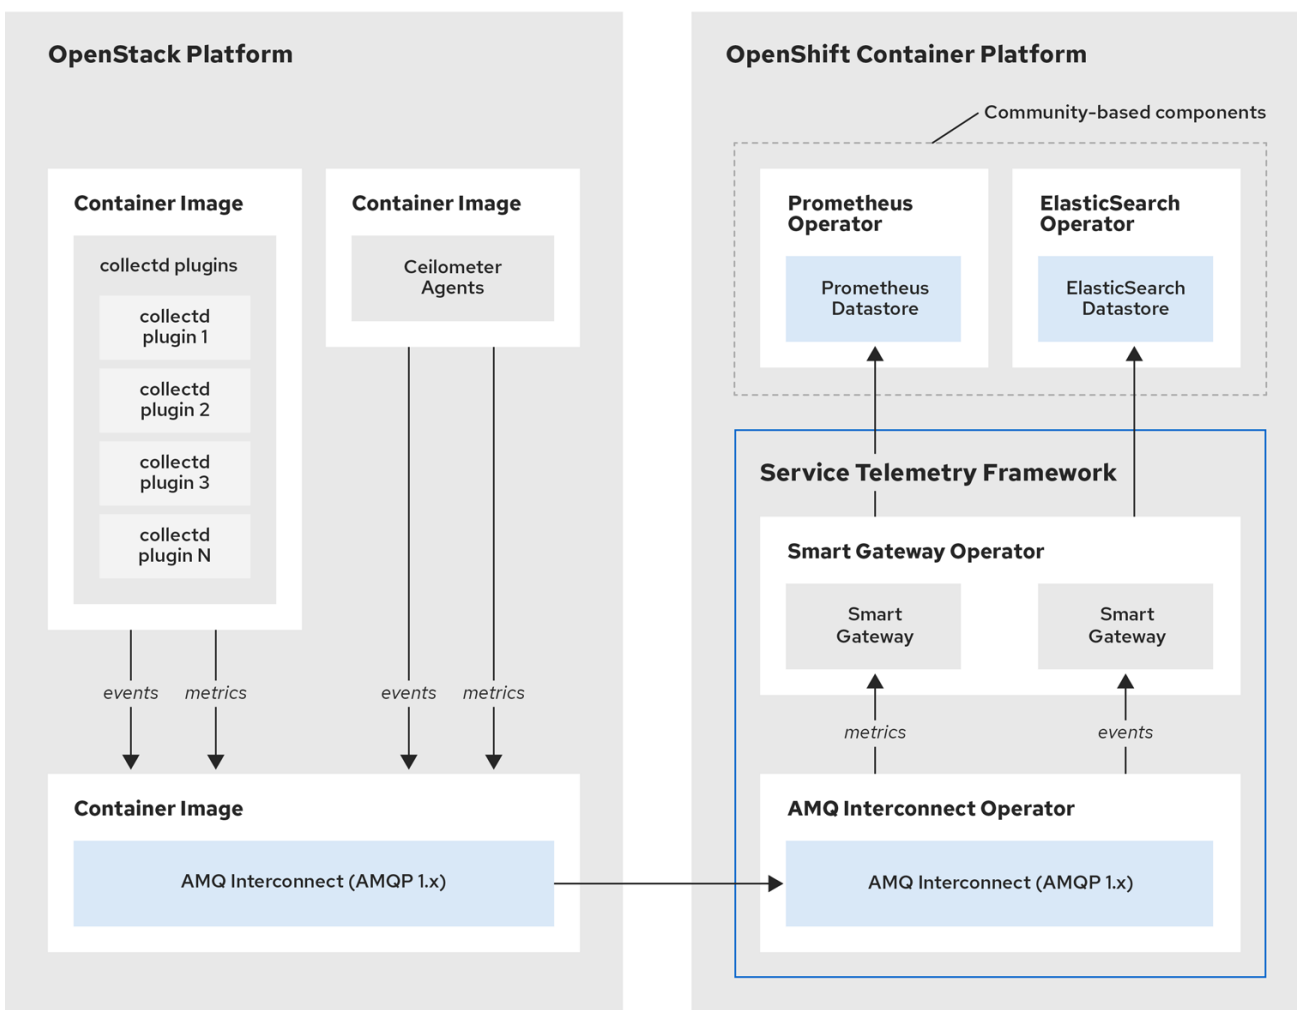 OpenStack Platform
Container Image
collectd plugins
collectd
plugin 1
collectd
plugin 2
collectd
plugin 3
collectd
plugin N
Container Image
Ceilometer
Agents
events
metrics
events
metrics
Container Image
AMQ Interconnect (AMQP 1.x)
OpenShift Container Platform
Community-based components
Prometheus
Operator
Prometheus
Datastore
ElasticSearch
Operator
ElasticSearch
Datastore
Service Telemetry Framework
Smart Gateway Operator
Smart
Gateway
Smart
Gateway
metrics
events
AMQ Interconnect Operator
AMQ Interconnect (AMQP 1.x)